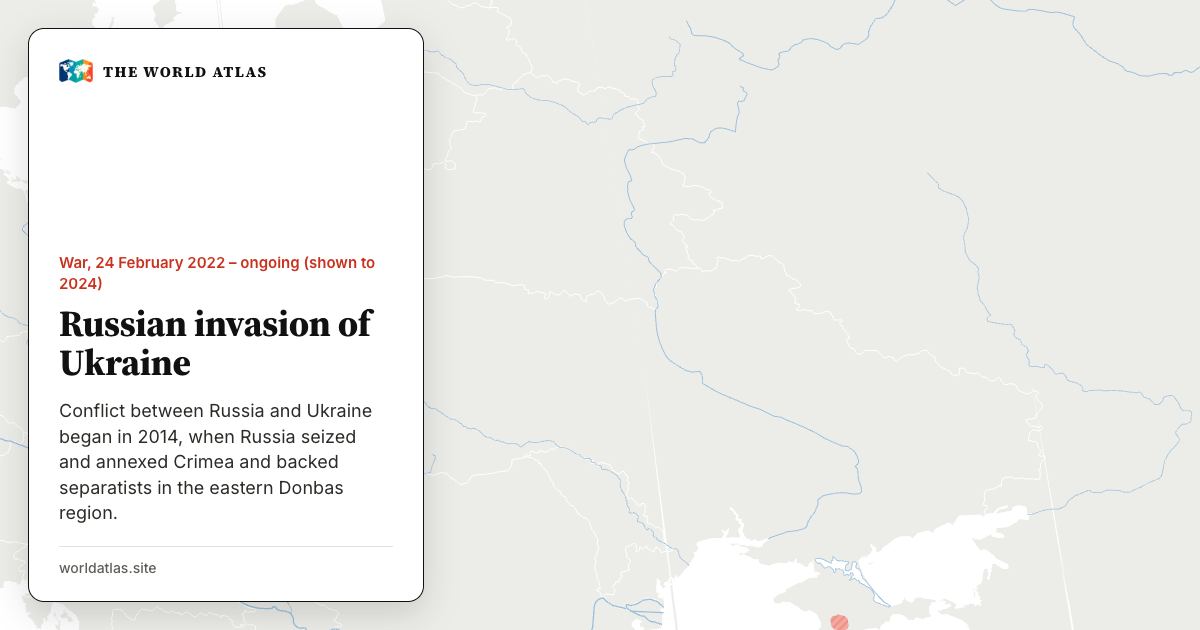 THE WORLD ATLAS
War, 24 February 2022 – ongoing (shown to
2024)
Russian invasion of
Ukraine
Conflict between Russia and Ukraine
began in 2014, when Russia seized
and annexed Crimea and backed
separatists in the eastern Donbas
region.
worldatlas.site